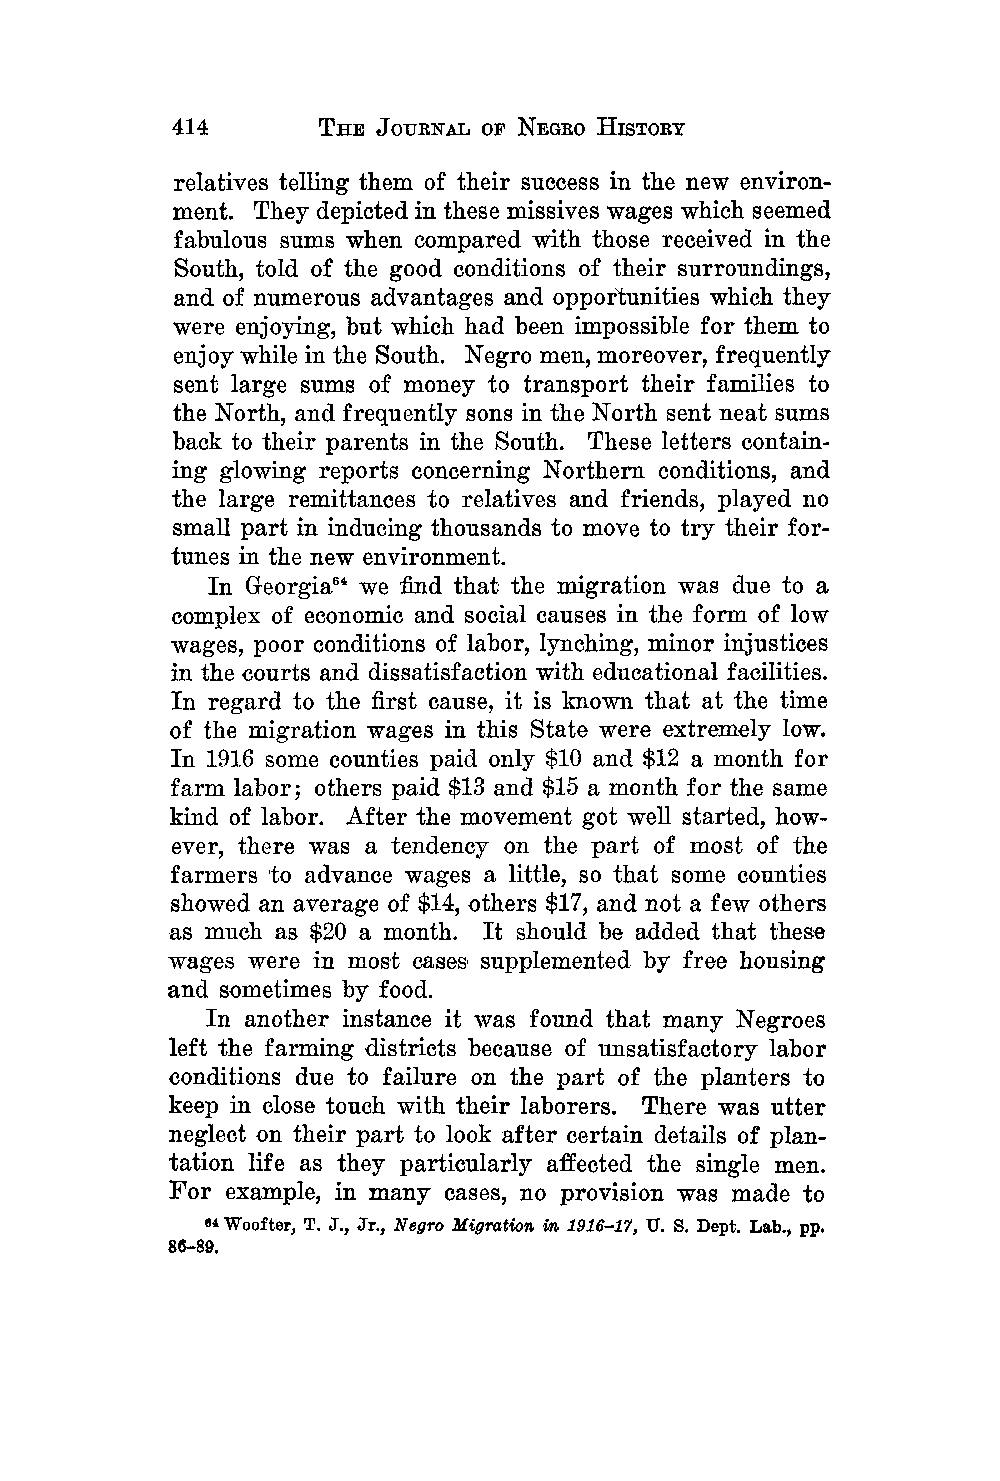 414 THE JOURNAL OF NEGRO HISTORY
relatives telling them of their success in the new environ-
ment. They depicted in these missives wages which seemed
fabulous sums when compared with those received in the
South, told of the good conditions of their surroundings,
and of numerous advantages and opportunities which they
were enjoying, but which had been impossible for them to
enjoy while in the South. Negro men, moreover, frequently
sent large sums of money to transport their families to
the North, and frequently sons in the North sent neat sums
back to their parents in the South. These letters contain-
ing glowing reports concerning Northern conditions, and
the large remittances to relatives and friends, played no
small part in inducing thousands to move to try their for-
tunes in the new environment.
In Georgia⁶⁴ we find that the migration was due to a
complex of economic and social causes in the form of low
wages, poor conditions of labor, lynching, minor injustices
in the courts and dissatisfaction with educational facilities.
In regard to the first cause, it is known that at the time
of the migration wages in this State were extremely low.
In 1916 some counties paid only $10 and $12 a month for
farm labor; others paid $13 and $15 a month for the same
kind of labor. After the movement got well started, how-
ever, there was a tendency on the part of most of the
farmers to advance wages a little, so that some counties
showed an average of $14, others $17, and not a few others
as much as $20 a month. It should be added that these
wages were in most cases supplemented by free housing
and sometimes by food.
In another instance it was found that many Negroes
left the farming districts because of unsatisfactory labor
conditions due to failure on the part of the planters to
keep in close touch with their laborers. There was utter
neglect on their part to look after certain details of plan-
tation life as they particularly affected the single men.
For example, in many cases, no provision was made to
⁶⁴ Woofter, T. J., Jr., Negro Migration in 1916–17, U. S. Dept. Lab., pp.
86–89.